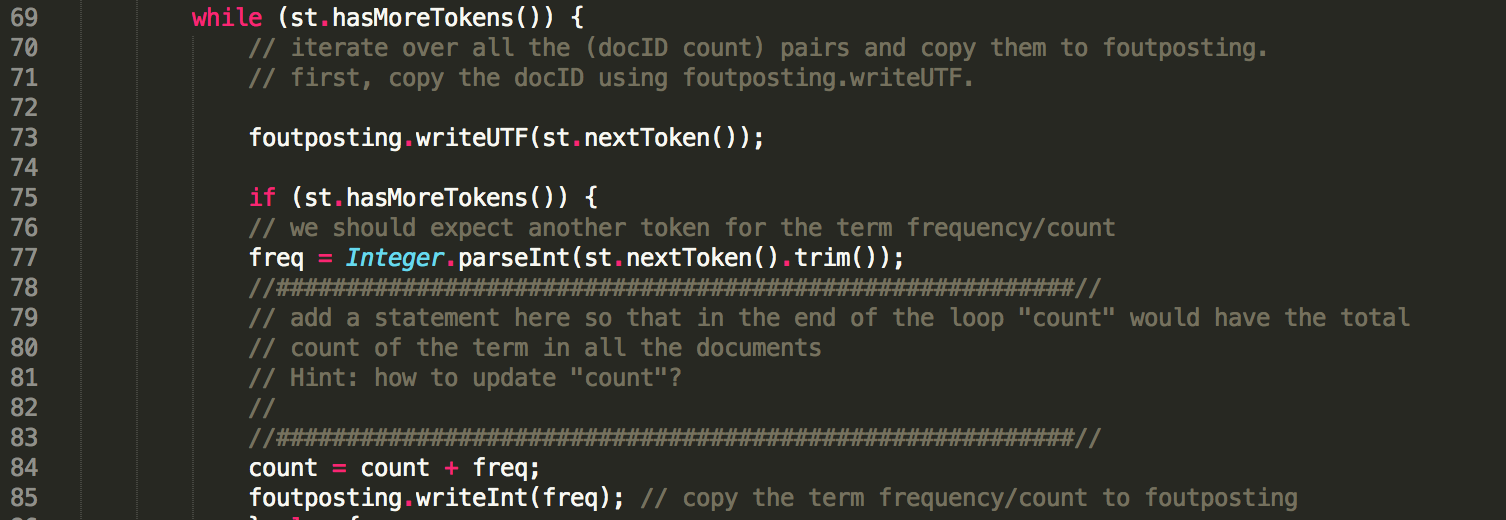 69 while (st.hasMoreTokens()) {
70 // iterate over all the (docID count) pairs and copy them to foutposting.
71 // first, copy the docID using foutposting.writeUTF.
72
73 foutposting.writeUTF(st.nextToken());
74
75 if (st.hasMoreTokens()) {
76 // we should expect another token for the term frequency/count
77 freq = Integer.parseInt(st.nextToken().trim());
78 //##########################################################//
79 // add a statement here so that in the end of the loop "count" would have the total
80 // count of the term in all the documents
81 // Hint: how to update "count"?
82 //
83 //##########################################################//
84 count = count + freq;
85 foutposting.writeInt(freq); // copy the term frequency/count to foutposting